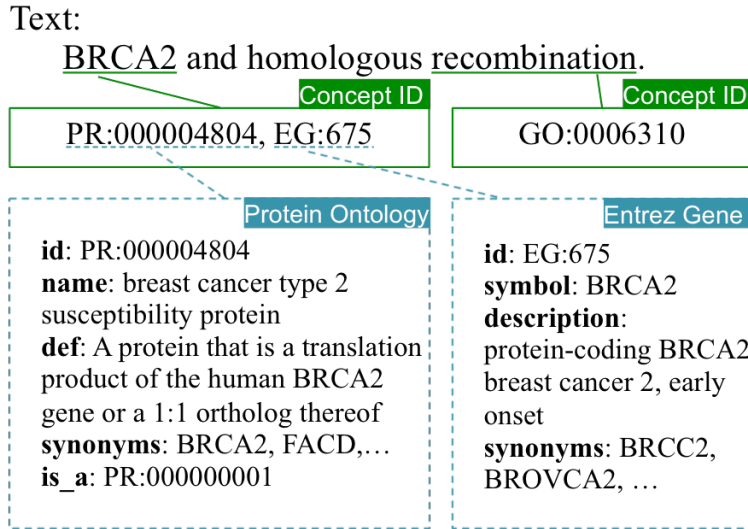 Text:
BRCA2 and homologous recombination.
Concept ID
PR:000004804, EG:675
Concept ID
GO:0006310
Protein Ontology
id: PR:000004804
name: breast cancer type 2
susceptibility protein
def: A protein that is a translation
product of the human BRCA2
gene or a 1:1 ortholog thereof
synonyms: BRCA2, FACD,...
is_a: PR:000000001
Entrez Gene
id: EG:675
symbol: BRCA2
description:
protein-coding BRCA2
breast cancer 2, early
onset
synonyms: BRCC2,
BROVCA2, ...